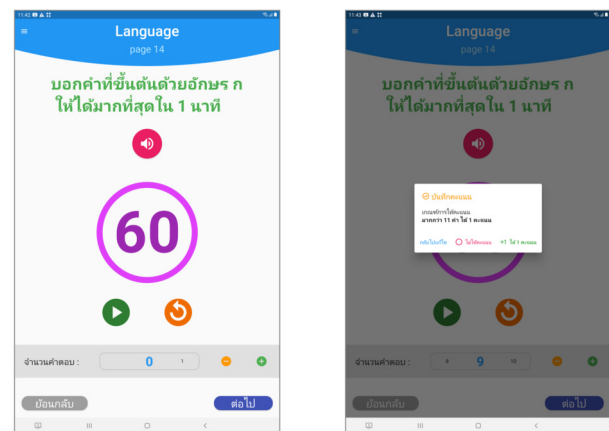 11:42
Language
page 14
บอกคำที่ขึ้นต้นด้วยอักษร ก
ให้ได้มากที่สุดใน 1 นาที
60
จำนวนคำตอบ :
0
1
ย้อนกลับ
ต่อไป
11:43
Language
page 14
บอกคำที่ขึ้นต้นด้วยอักษร ก
ให้ได้มากที่สุดใน 1 นาที
บันทึกคะแนน
เกณฑ์การให้คะแนน
มากกว่า 11 คำ ได้ 1 คะแนน
กลับไปแก้ไข
ไม่ให้คะแนน
+1 ได้ 1 คะแนน
จำนวนคำตอบ :
8
9
10
ย้อนกลับ
ต่อไป